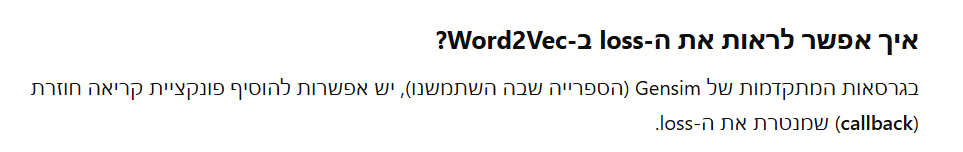 איך אפשר לראות את ה-loss ב-Word2Vec?
בגרסאות המתקדמות של Gensim (הספרייה שבה השתמשנו), יש אפשרות להוסיף פונקציית קריאה חוזרת
(callback) שמנטרת את ה-loss.